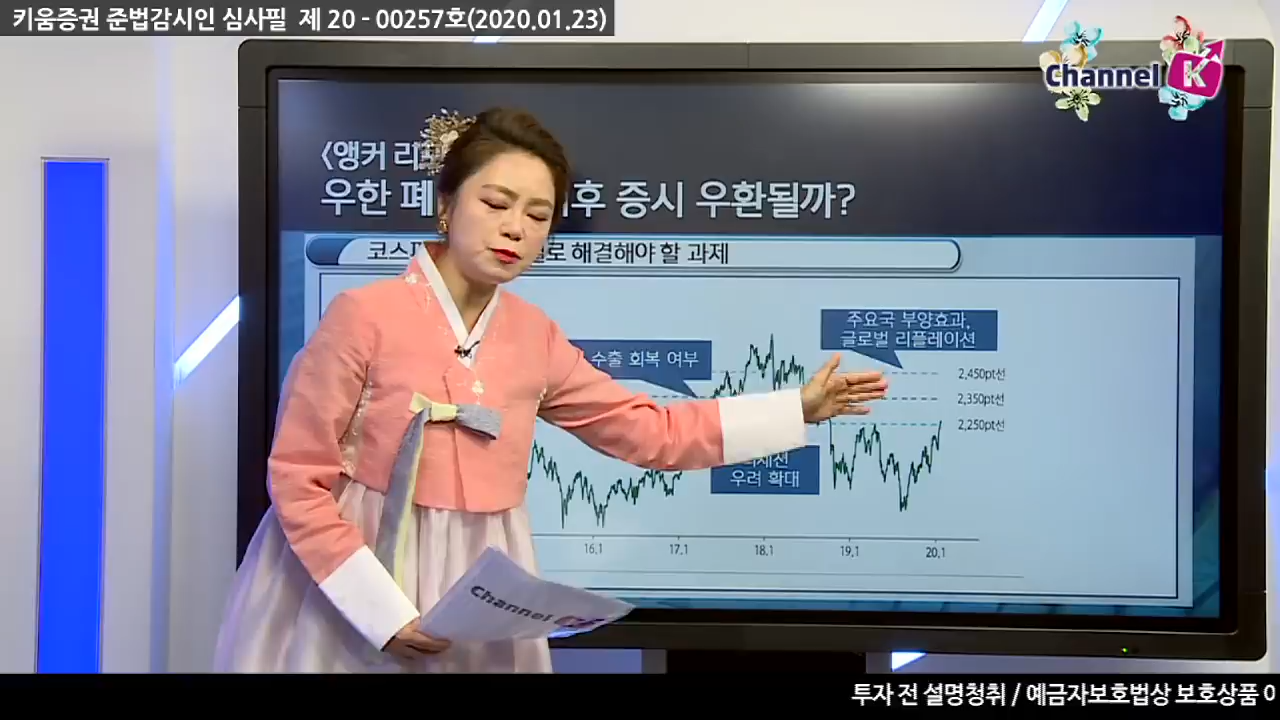 키움증권 준법감시인 심사필 제 20 - 00257호(2020.01.23)
Channel K
〈앵커 리
우한 폐 후 증시 우환될까?
코스 로 해결해야 할 과제
주요국 부양효과,
글로벌 리플레이션
수출 회복 여부
2,450pt선
2,350pt선
2,250pt선
우려 확대
16.1 17.1 18.1 19.1 20.1
Channel K
투자 전 설명청취 / 예금자보호법상 보호상품 0